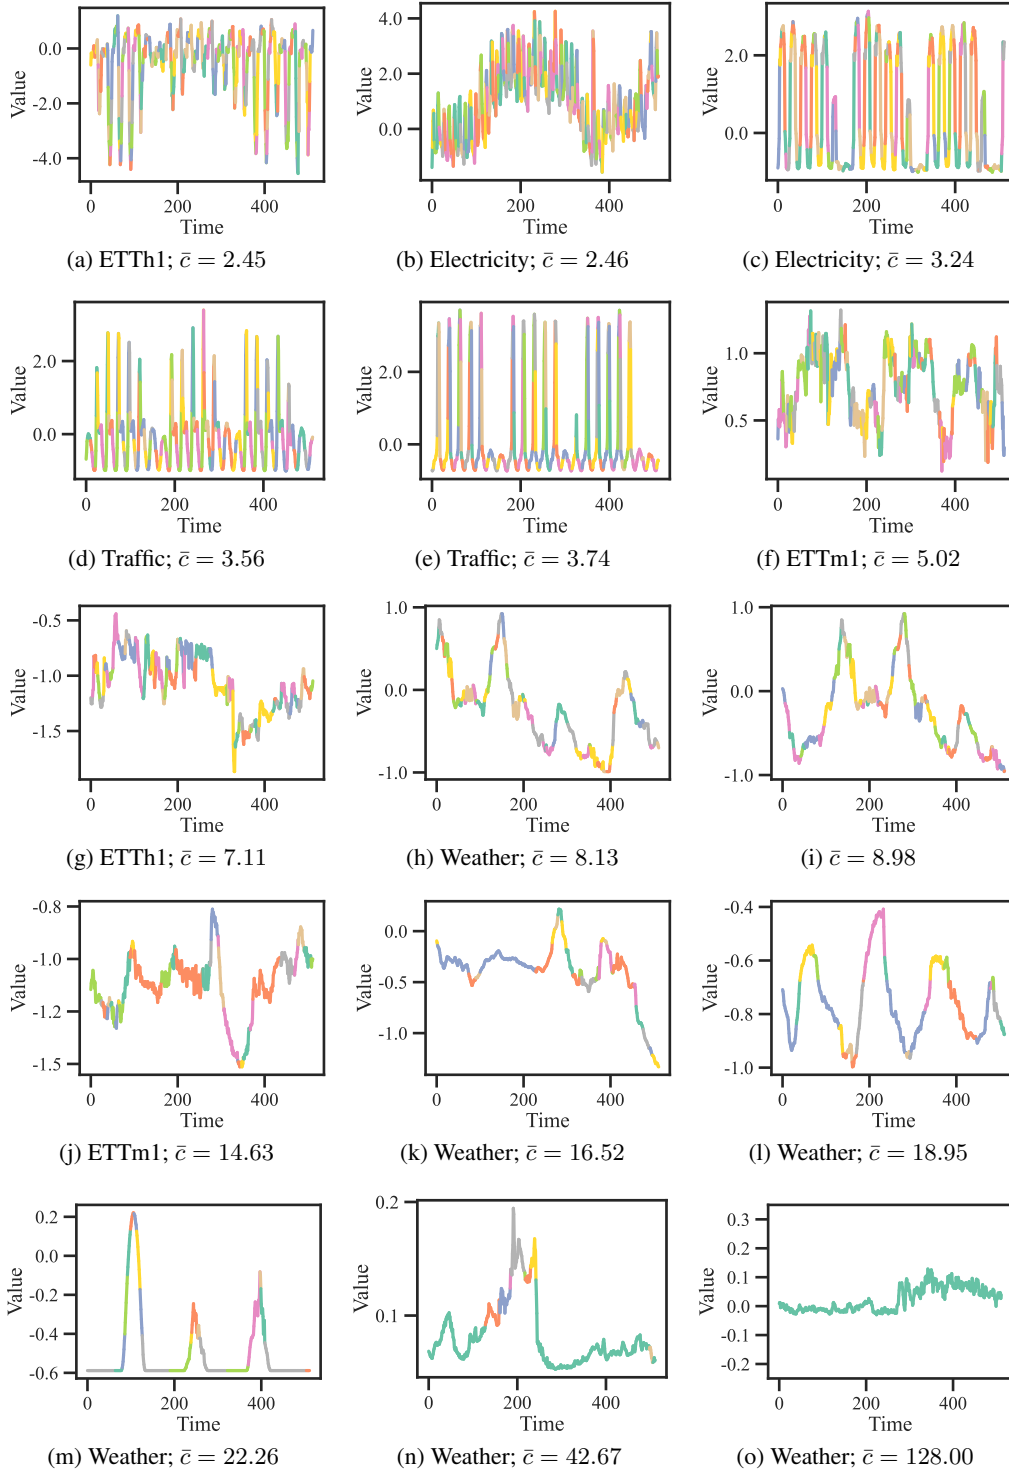 0.0
-2.0
-4.0
Value
0 200 400
Time
(a) ETTh1; c̄ = 2.45
4.0
2.0
0.0
Value
0 200 400
Time
(b) Electricity; c̄ = 2.46
2.0
0.0
Value
0 200 400
Time
(c) Electricity; c̄ = 3.24
2.0
0.0
Value
0 200 400
Time
(d) Traffic; c̄ = 3.56
2.0
0.0
Value
0 200 400
Time
(e) Traffic; c̄ = 3.74
1.0
0.5
Value
0 200 400
Time
(f) ETTm1; c̄ = 5.02
-0.5
-1.0
-1.5
Value
0 200 400
Time
(g) ETTh1; c̄ = 7.11
1.0
0.0
-1.0
Value
0 200 400
Time
(h) Weather; c̄ = 8.13
1.0
0.0
-1.0
Value
0 200 400
Time
(i) c̄ = 8.98
-0.8
-1.0
-1.2
-1.5
Value
0 200 400
Time
(j) ETTm1; c̄ = 14.63
0.0
-0.5
-1.0
Value
0 200 400
Time
(k) Weather; c̄ = 16.52
-0.4
-0.6
-0.8
-1.0
Value
0 200 400
Time
(l) Weather; c̄ = 18.95
0.2
0.0
-0.2
-0.4
-0.6
Value
0 200 400
Time
(m) Weather; c̄ = 22.26
0.2
0.1
Value
0 200 400
Time
(n) Weather; c̄ = 42.67
0.3
0.2
0.1
0.0
-0.1
-0.2
Value
0 200 400
Time
(o) Weather; c̄ = 128.00